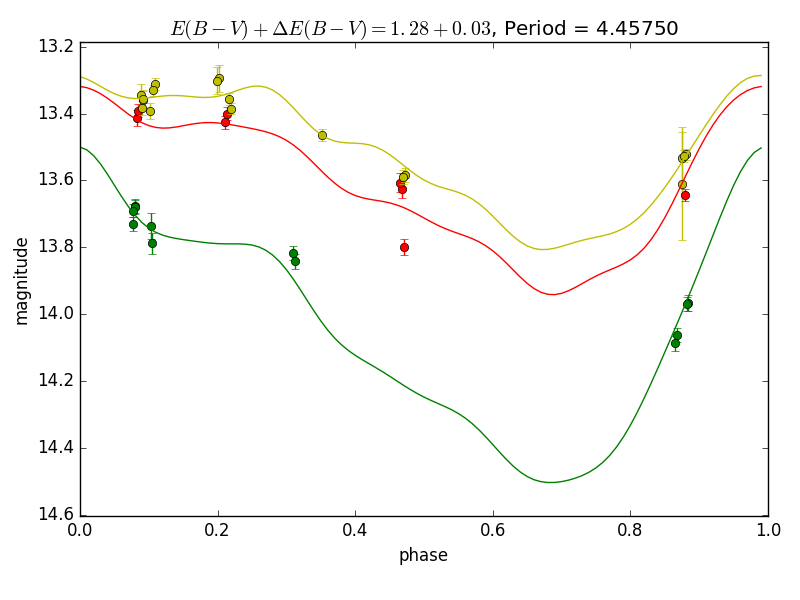 E(B − V) + ΔE(B − V) = 1.28 + 0.03, Period = 4.45750
13.2
13.4
13.6
13.8
14.0
14.2
14.4
14.6
magnitude
0.0 0.2 0.4 0.6 0.8 1.0
phase